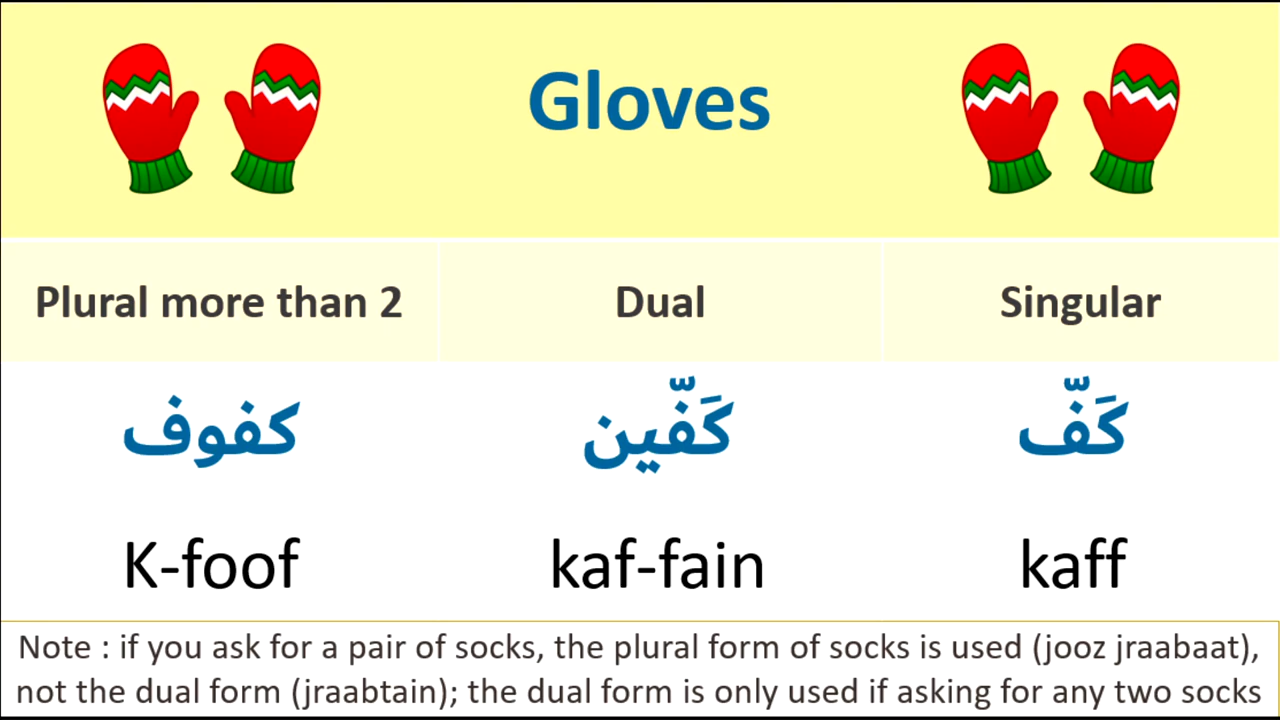 Gloves
Plural more than 2
Dual
Singular
كفوف
كَفّين
كَفّ
K-foof
kaf-fain
kaff
Note : if you ask for a pair of socks, the plural form of socks is used (jooz jraabaat),
not the dual form (jraabtain); the dual form is only used if asking for any two socks